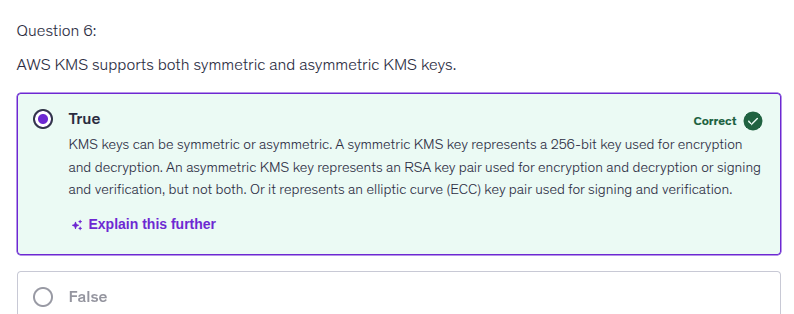 Question 6:
AWS KMS supports both symmetric and asymmetric KMS keys.
True
Correct
KMS keys can be symmetric or asymmetric. A symmetric KMS key represents a 256-bit key used for encryption
and decryption. An asymmetric KMS key represents an RSA key pair used for encryption and decryption or signing
and verification, but not both. Or it represents an elliptic curve (ECC) key pair used for signing and verification.
Explain this further
False